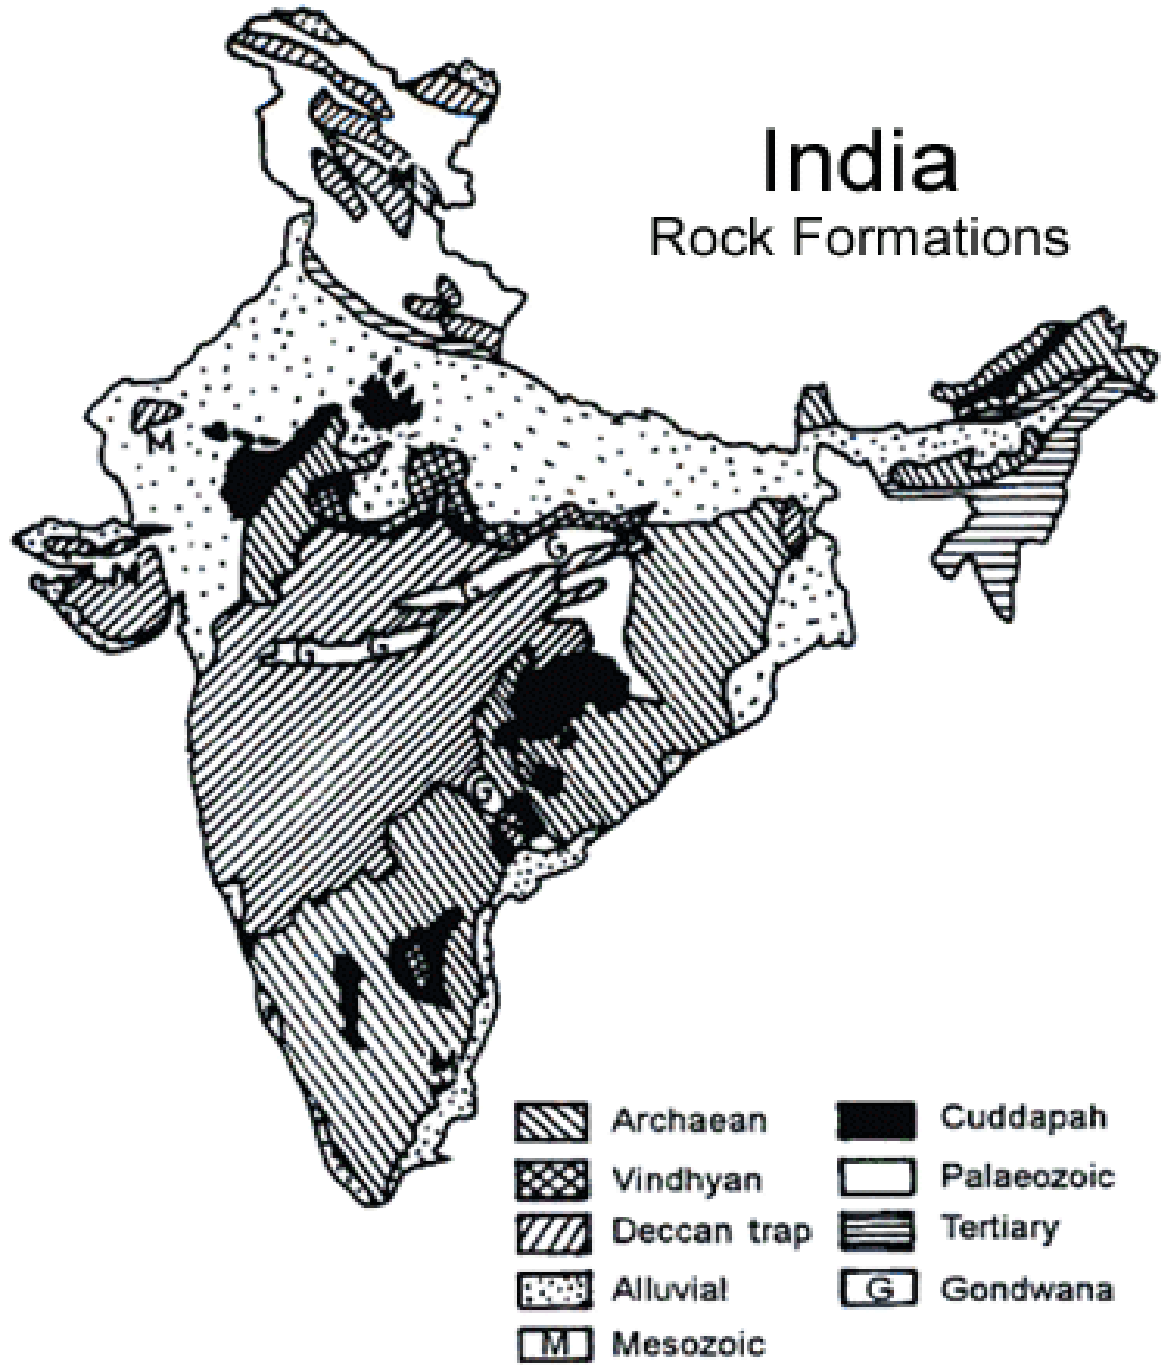 India
Rock Formations
M
M
G
G
G
Archaean
Cuddapah
Vindhyan
Palaeozoic
Deccan trap
Tertiary
Alluvial
G Gondwana
M Mesozoic